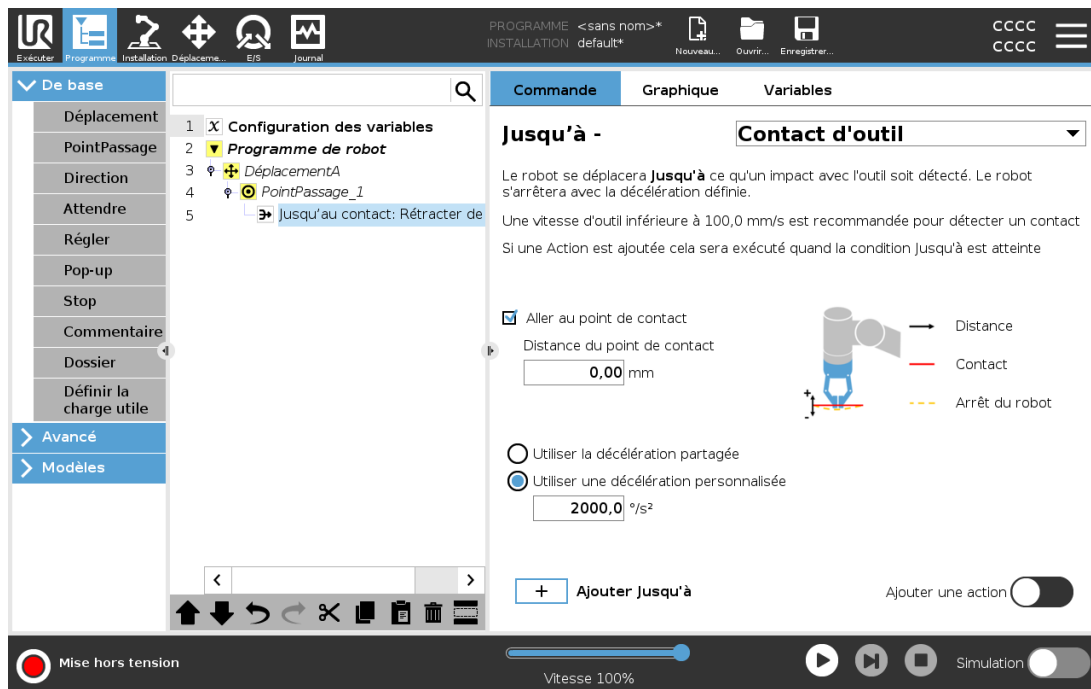 UR
Exécuter
Programme
Installation
Déplaceme...
E/S
Journal
PROGRAMME <sans nom>*
INSTALLATION default*
Nouveau...
Ouvrir...
Enregistrer...
CCCC
CCCC
De base
Déplacement
PointPassage
Direction
Attendre
Régler
Pop-up
Stop
Commentaire
Dossier
Définir la
charge utile
Avancé
Modèles
1 X Configuration des variables
2 ▼ Programme de robot
3 DéplacementA
4 PointPassage_1
5 Jusqu’au contact: Rétracter de
Commande
Graphique
Variables
Jusqu’à -
Contact d'outil
Le robot se déplacera Jusqu'à ce qu'un impact avec l'outil soit détecté. Le robot
s'arrêtera avec la décélération définie.
Une vitesse d'outil inférieure à 100,0 mm/s est recommandée pour détecter un contact
Si une Action est ajoutée cela sera exécuté quand la condition Jusqu'à est atteinte
Aller au point de contact
Distance du point de contact
0,00 mm
+
-
Distance
Contact
Arrêt du robot
Utiliser la décélération partagée
Utiliser une décélération personnalisée
2000,0 °/s²
+ Ajouter Jusqu'à
Ajouter une action
Mise hors tension
Vitesse 100%
Simulation